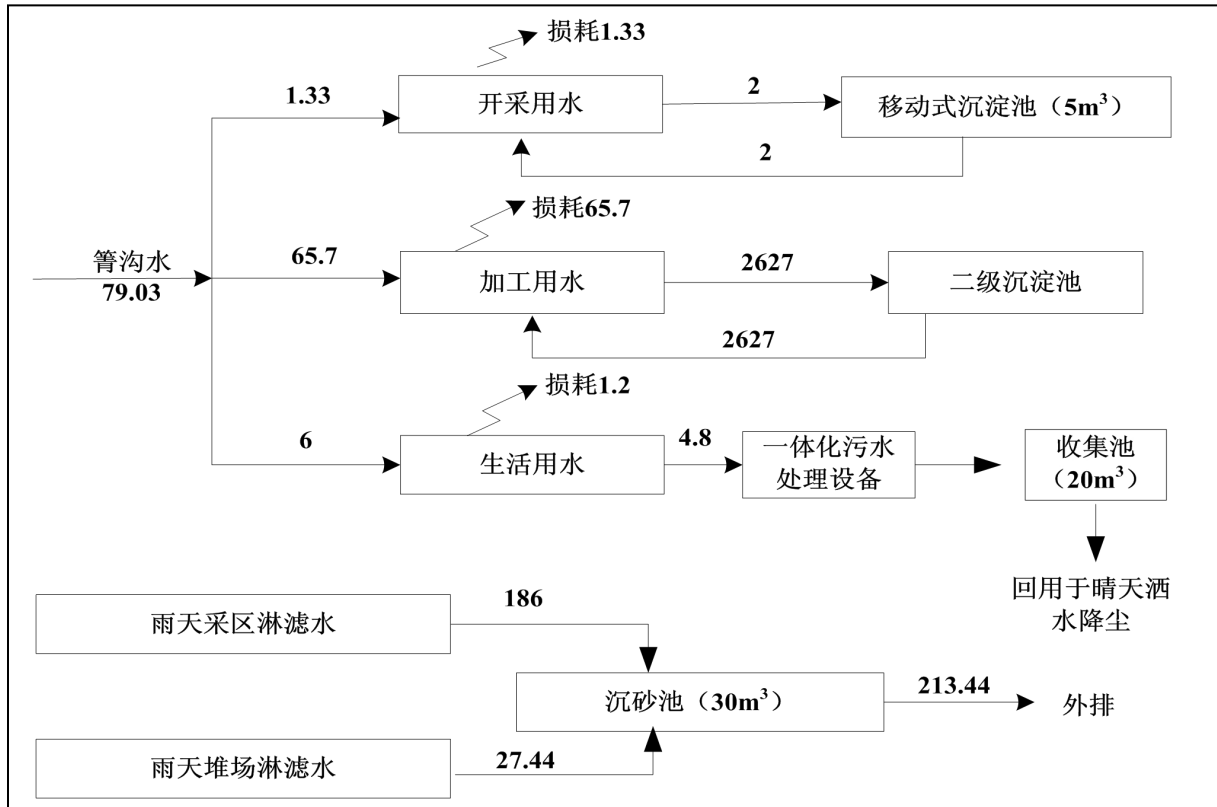 损耗1.33
1.33
开采用水
2
移动式沉淀池（5m³）
2
损耗65.7
箐沟水
79.03
65.7
加工用水
2627
二级沉淀池
2627
损耗1.2
6
生活用水
4.8
一体化污水
处理设备
收集池
（20m³）
回用于晴天洒
水降尘
雨天采区淋滤水
186
沉砂池（30m³）
213.44
外排
雨天堆场淋滤水
27.44